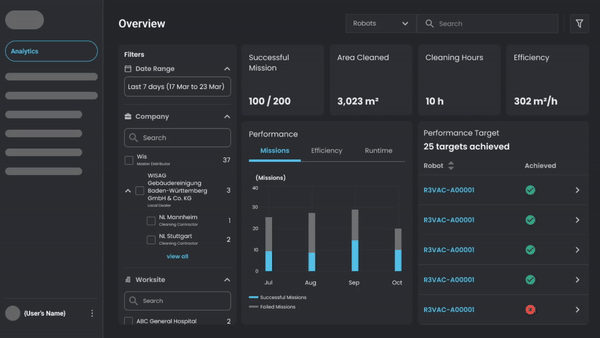 Overview
Robots
Search
Analytics
Filters
Date Range
Last 7 days (17 Mar to 23 Mar)
Company
Search
Wis
37
Master Distributor
WISAG
Gebäudereinigung
Baden-Württemberg
GmbH & Co. KG
3
Local Dealer
NL Mannheim
1
Cleaning Contractor
NL Stuttgart
2
Cleaning Contractor
view all
Worksite
Search
ABC General Hospital
2
(User's Name)
Successful
Mission
100 / 200
Area Cleaned
3,023 m²
Cleaning Hours
10 h
Efficiency
302 m²/h
Performance
Missions
Efficiency
Runtime
(Missions)
40
30
20
10
0
Jul
Aug
Sep
Oct
Successful Missions
Failed Missions
Performance Target
25 targets achieved
Robot
Achieved
R3VAC-A00001
R3VAC-A00001
R3VAC-A00001
R3VAC-A00001
R3VAC-A00001